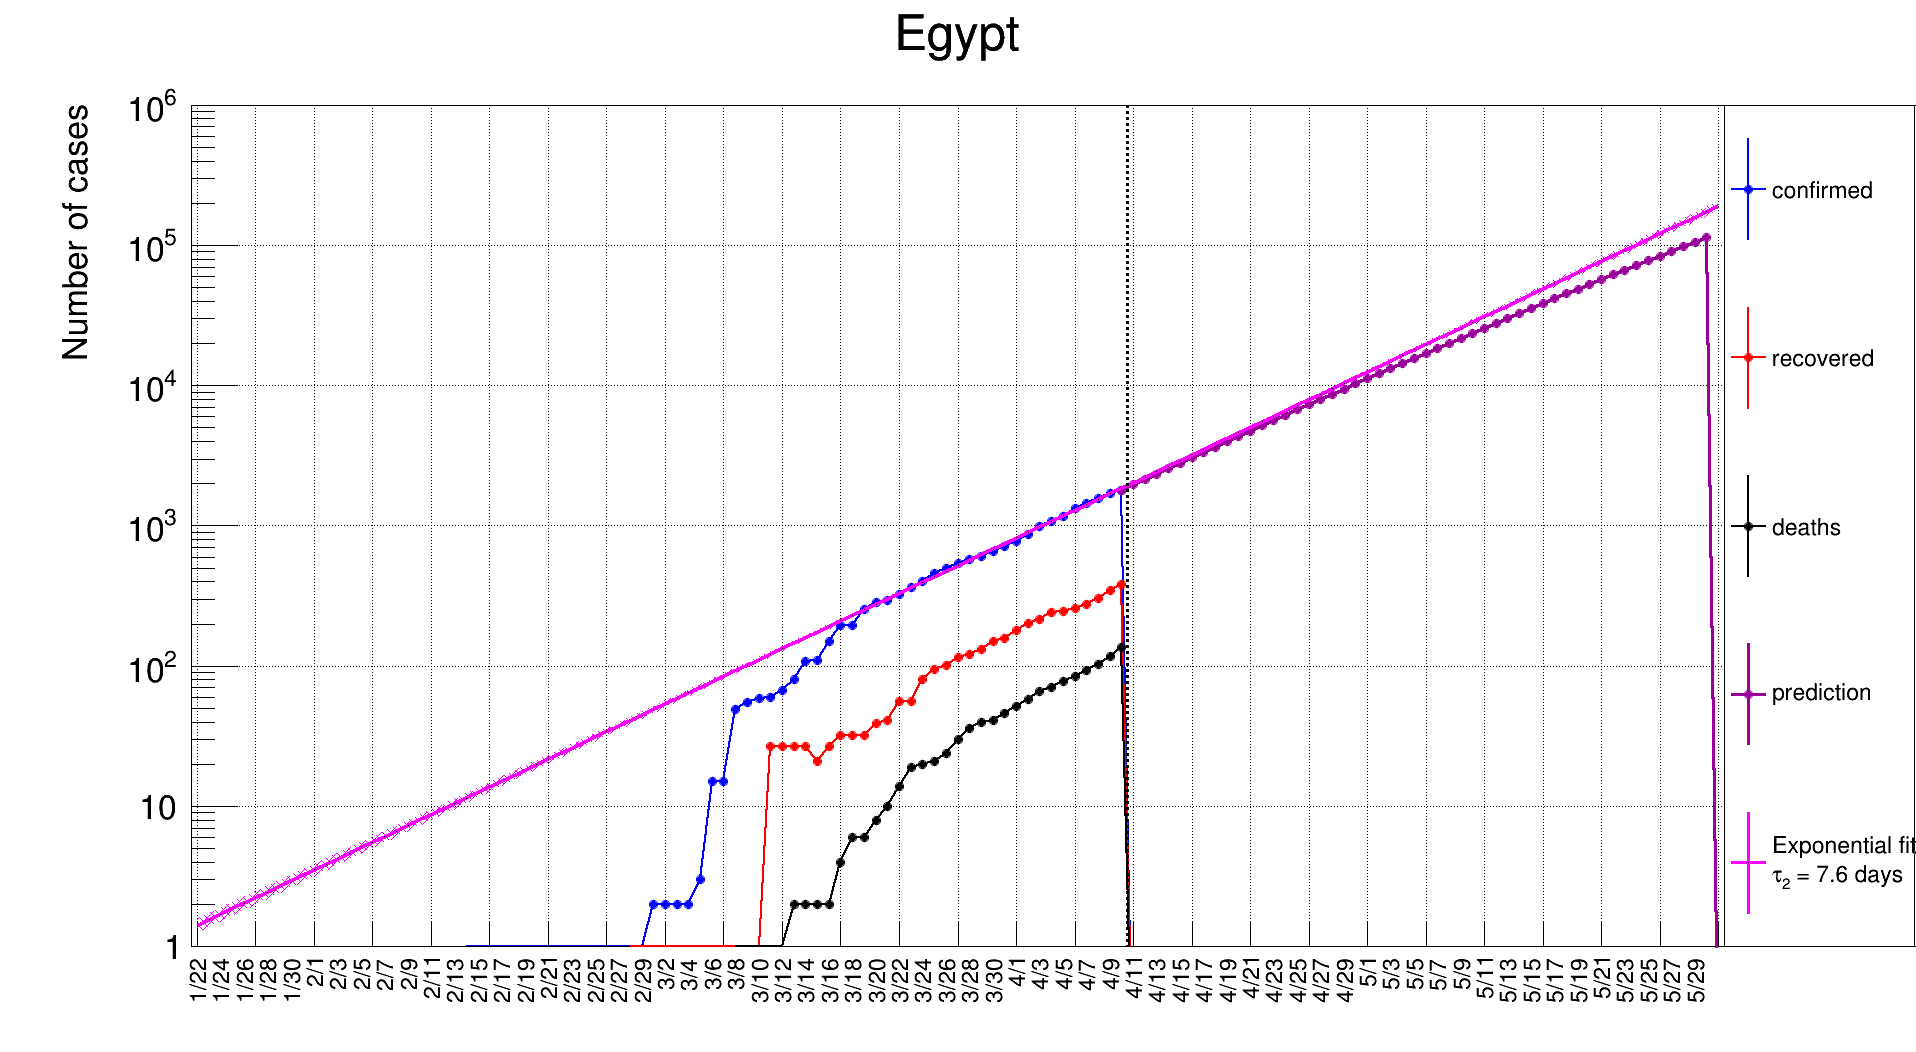 Egypt
Number of cases
10^6
10^5
10^4
10^3
10^2
10
1
1/22 1/24 1/26 1/28 1/30 2/1 2/3 2/5 2/7 2/9 2/11 2/13 2/15 2/17 2/19 2/21 2/23 2/25 2/27 2/29 3/2 3/4 3/6 3/8 3/10 3/12 3/14 3/16 3/18 3/20 3/22 3/24 3/26 3/28 3/30 4/1 4/3 4/5 4/7 4/9 4/11 4/13 4/15 4/17 4/19 4/21 4/23 4/25 4/27 4/29 5/1 5/3 5/5 5/7 5/9 5/11 5/13 5/15 5/17 5/19 5/21 5/23 5/25 5/27 5/29
confirmed
recovered
deaths
prediction
Exponential fit
τ₂ = 7.6 days